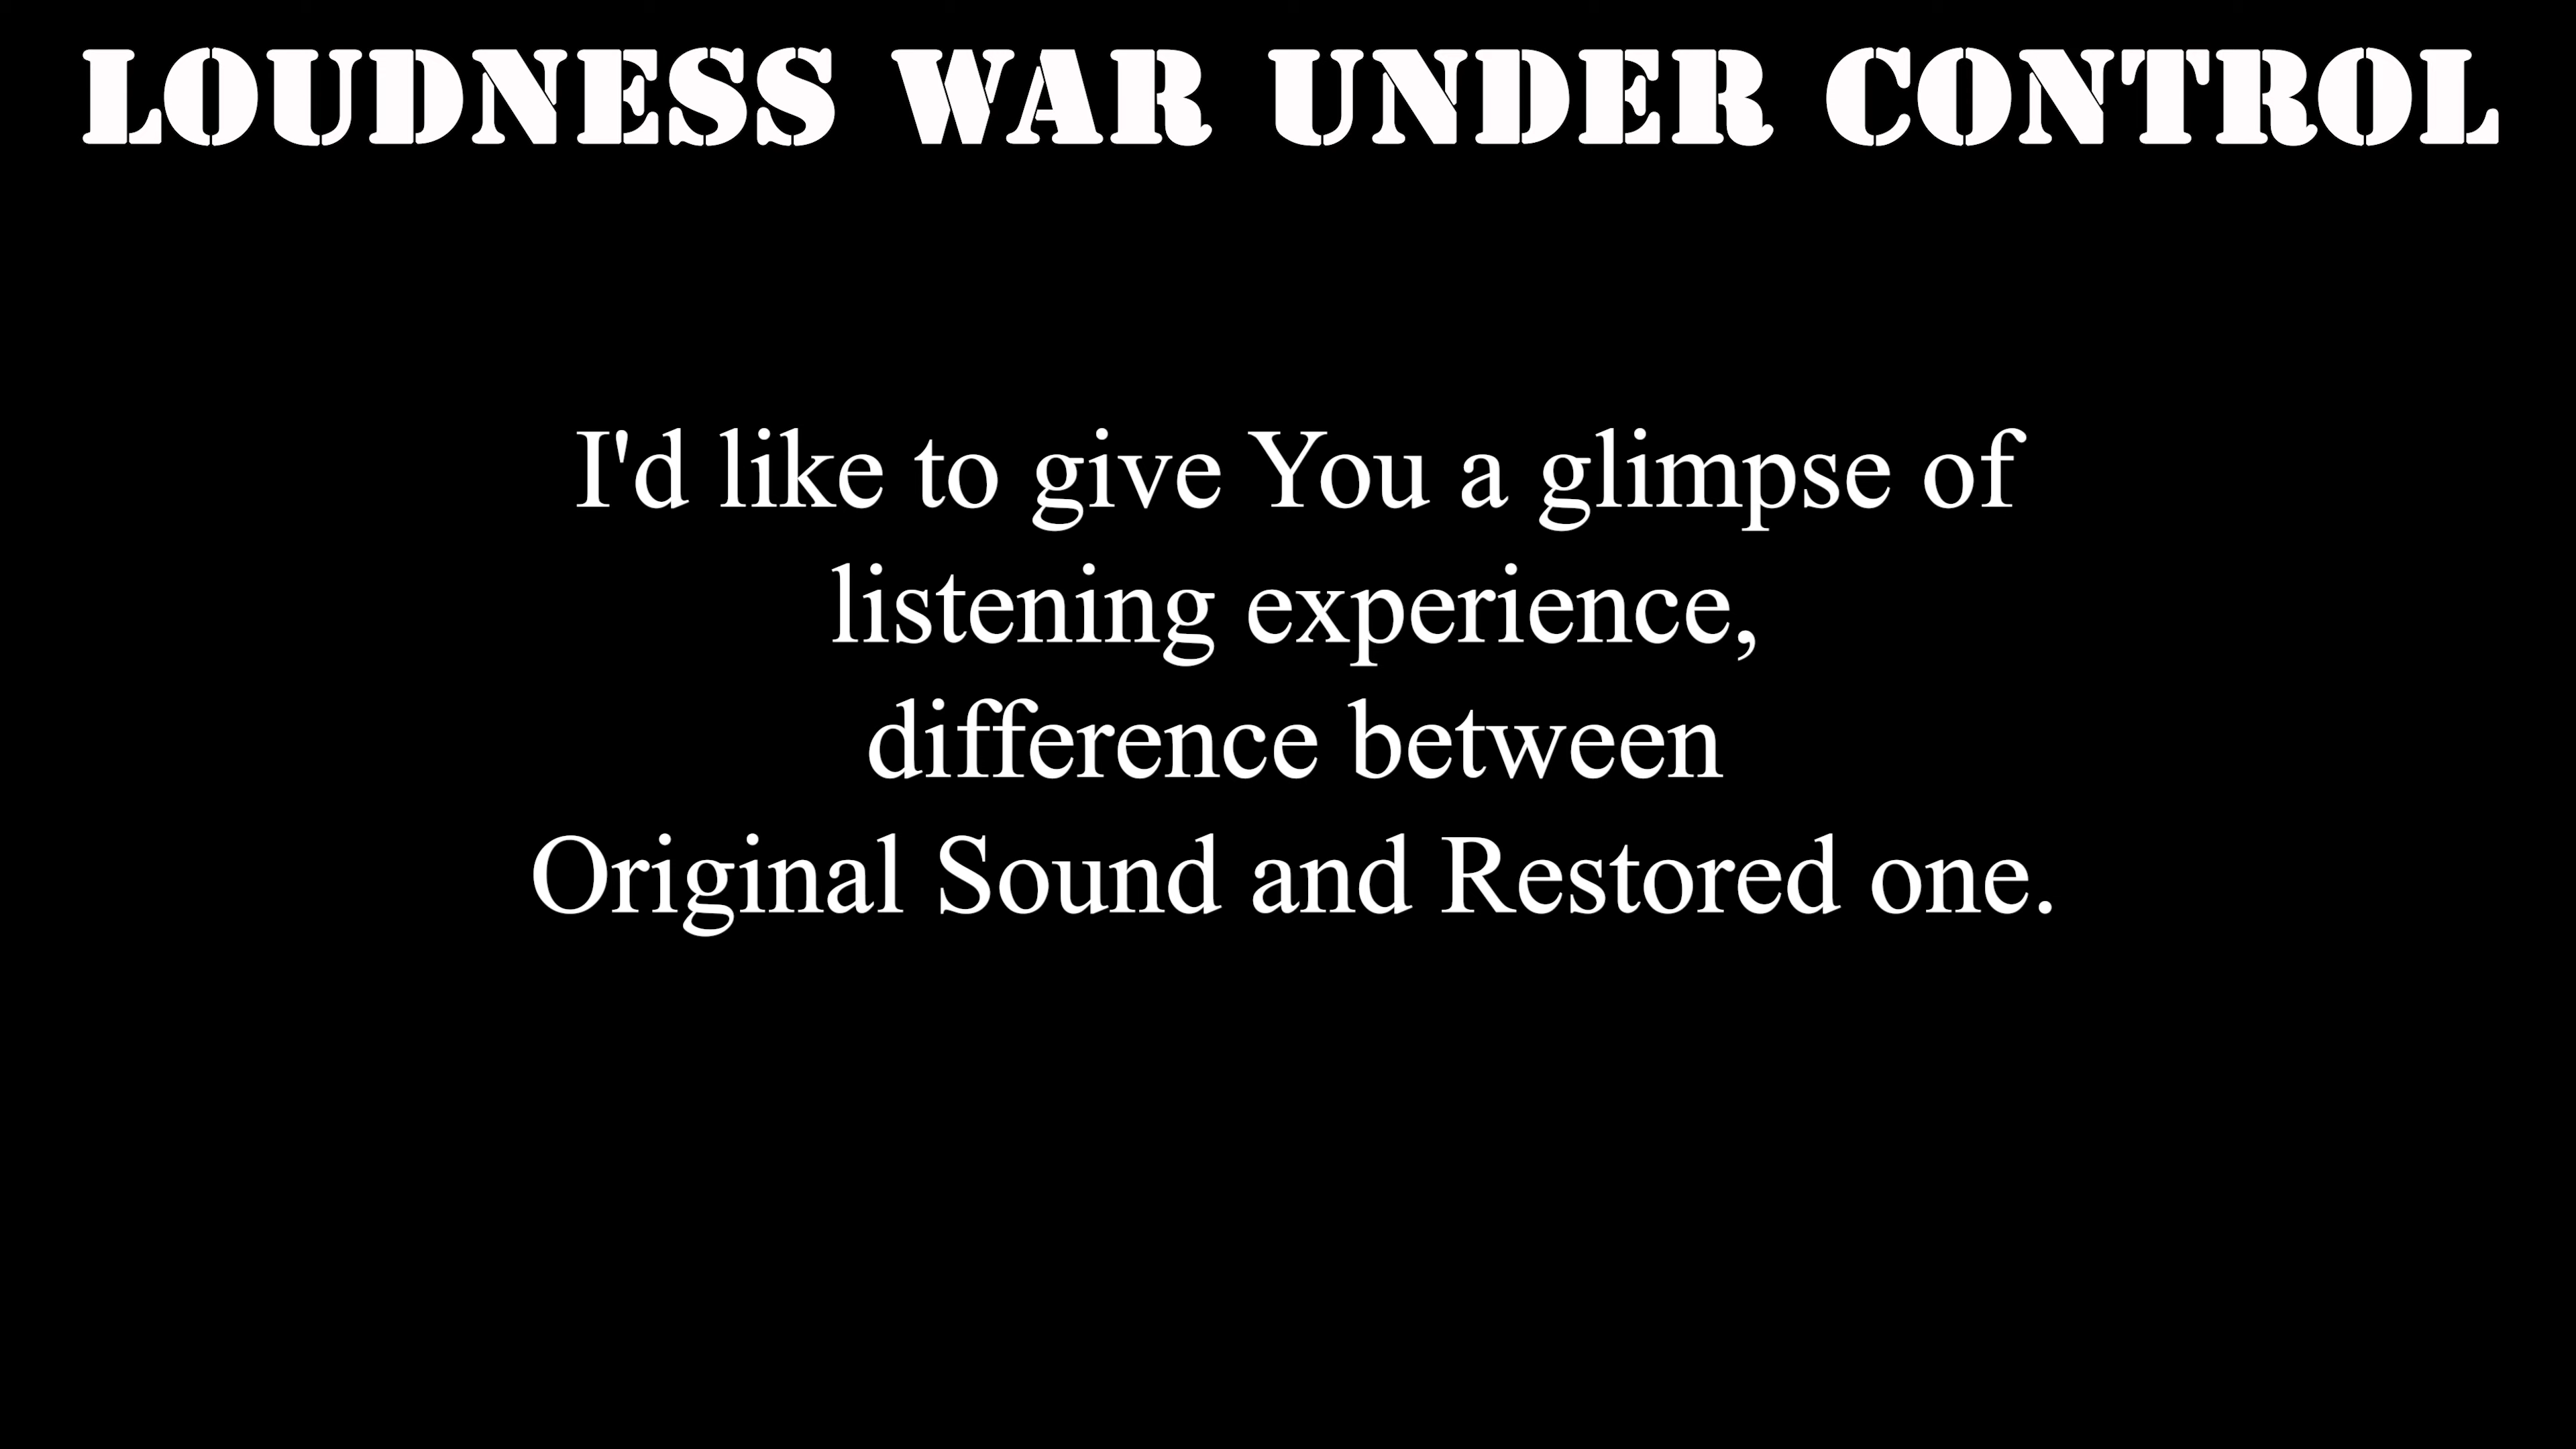 LOUDNESS WAR UNDER CONTROL
I'd like to give You a glimpse of
listening experience,
difference between
Original Sound and Restored one.